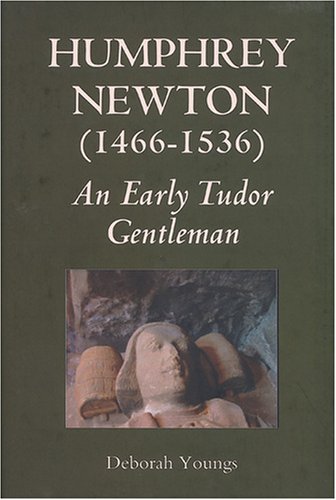 HUMPHREY
NEWTON
(1466-1536)
An Early Tudor
Gentleman
Deborah Youngs